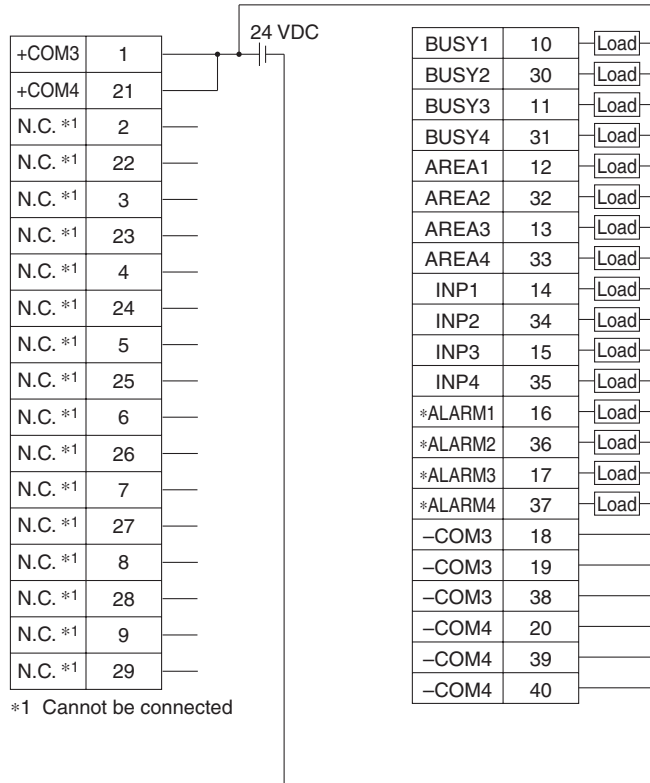 24 VDC
+COM3 1
+COM4 21
N.C. *1 2
N.C. *1 22
N.C. *1 3
N.C. *1 23
N.C. *1 4
N.C. *1 24
N.C. *1 5
N.C. *1 25
N.C. *1 6
N.C. *1 26
N.C. *1 7
N.C. *1 27
N.C. *1 8
N.C. *1 28
N.C. *1 9
N.C. *1 29
*1 Cannot be connected
BUSY1 10 Load
BUSY2 30 Load
BUSY3 11 Load
BUSY4 31 Load
AREA1 12 Load
AREA2 32 Load
AREA3 13 Load
AREA4 33 Load
INP1 14 Load
INP2 34 Load
INP3 15 Load
INP4 35 Load
*ALARM1 16 Load
*ALARM2 36 Load
*ALARM3 17 Load
*ALARM4 37 Load
–COM3 18
–COM3 19
–COM3 38
–COM4 20
–COM4 39
–COM4 40